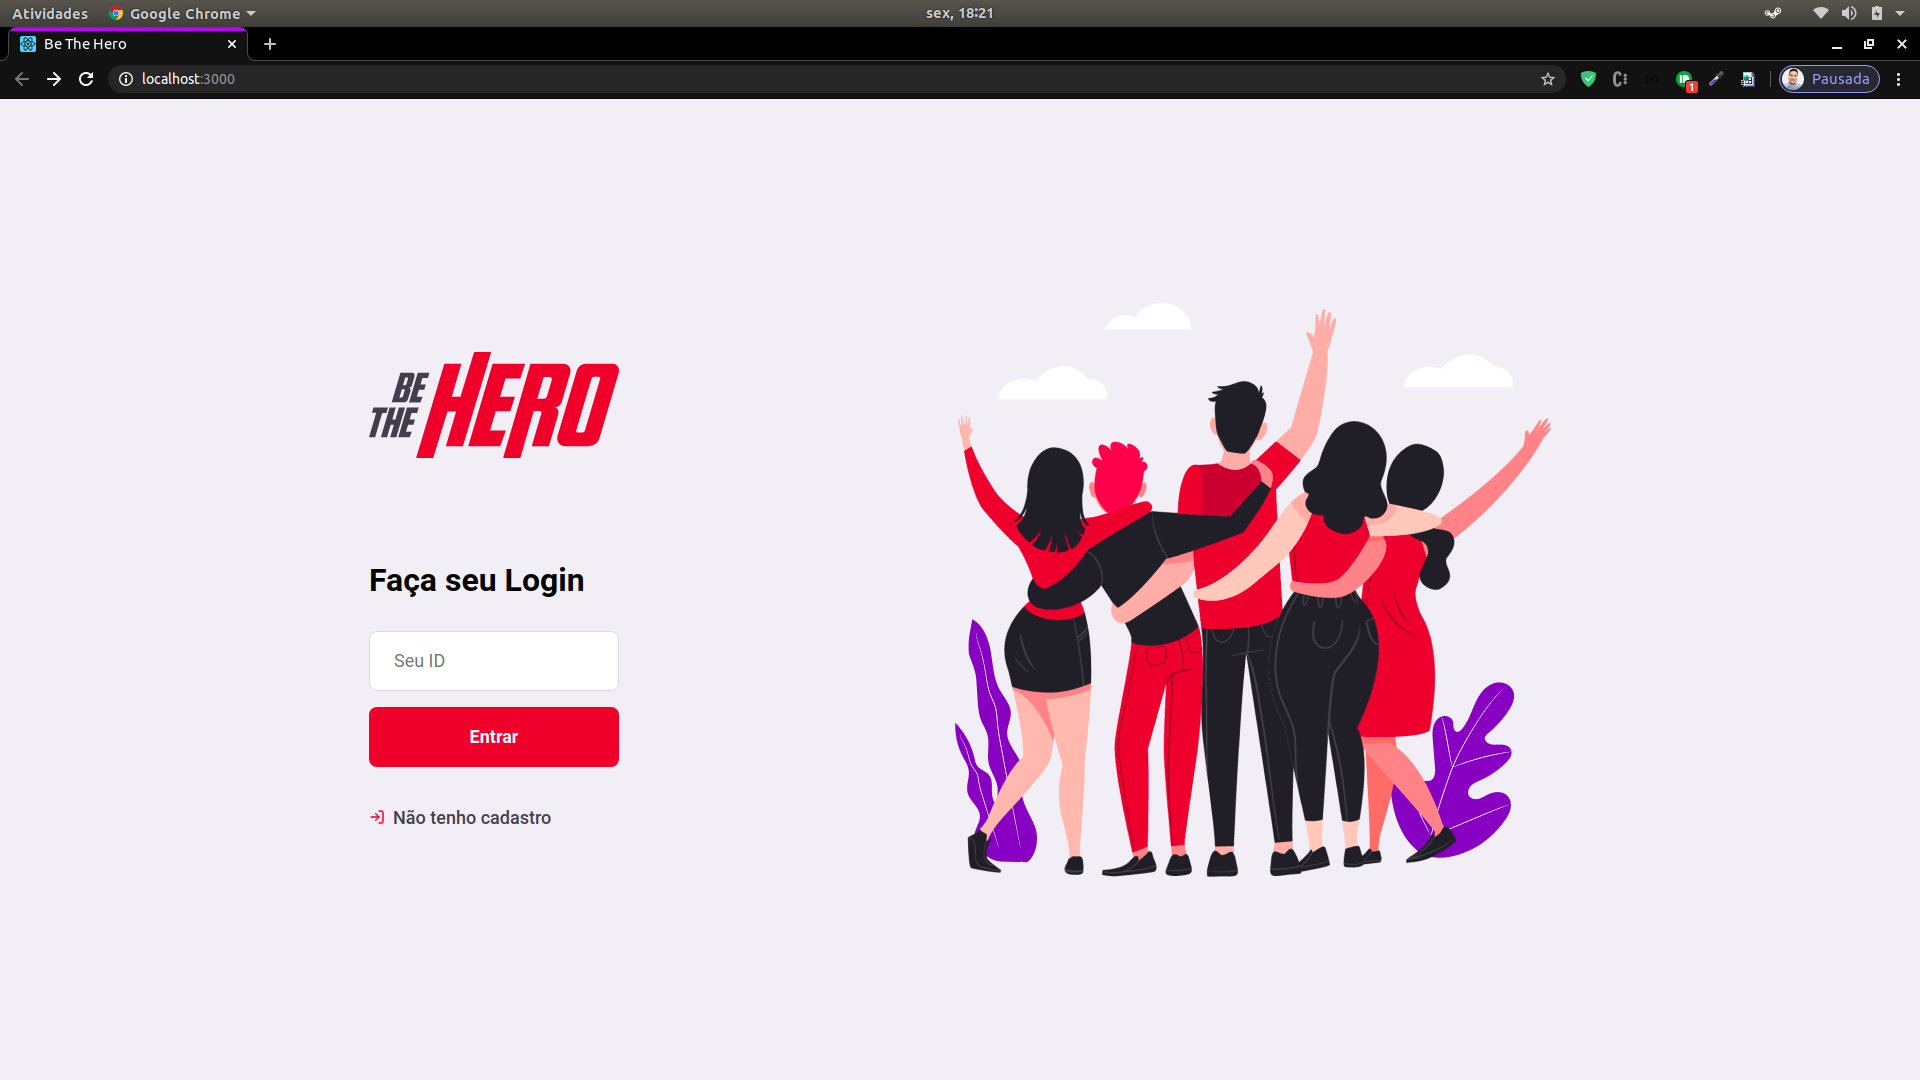 Atividades Google Chrome sex, 18:21
Be The Hero
localhost:3000 1 Pausada
BE THE HERO
Faça seu Login
Seu ID
Entrar
Não tenho cadastro